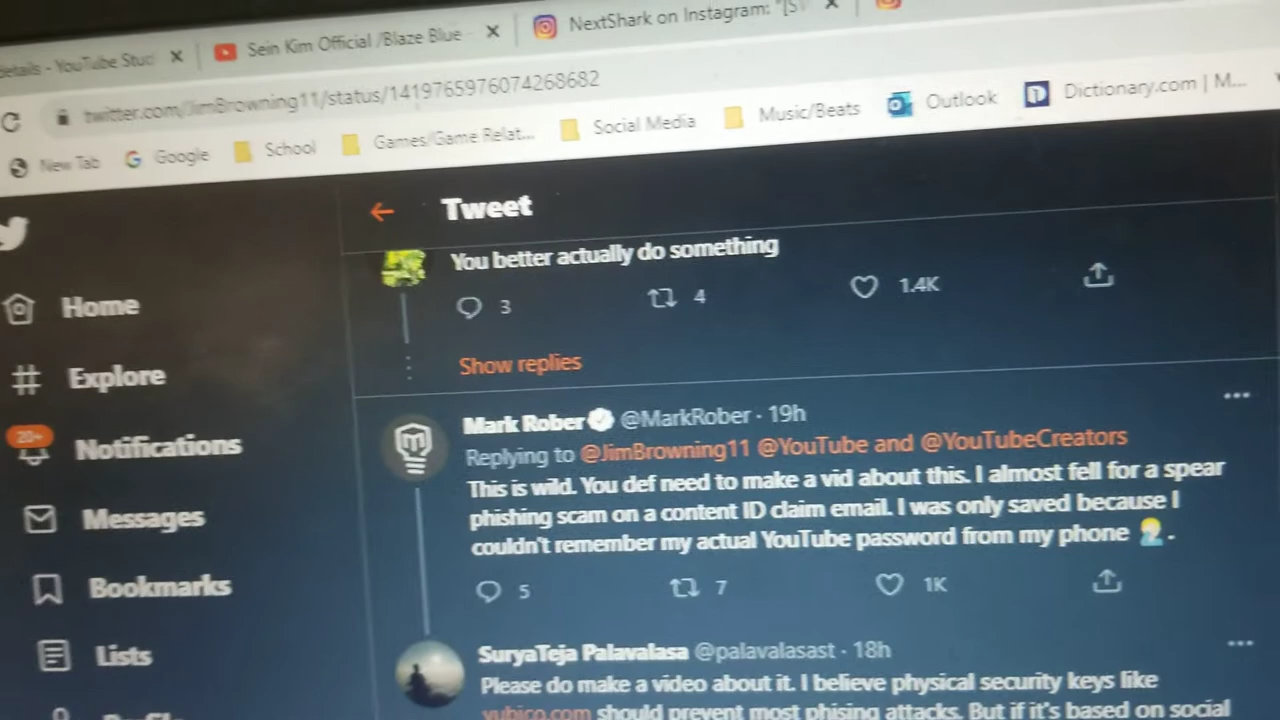 details - YouTube Stud
Sein Kim Official /Blaze Blue
NextShark on Instagram: "[S
twitter.com/JimBrowning11/status/1419765976074268682
New Tab
Google
School
Games/Game Relat...
Social Media
Music/Beats
Outlook
Dictionary.com | M...
Tweet
Home
Explore
20+
Notifications
Messages
Bookmarks
Lists
You better actually do something
3 4 1.4K
Show replies
Mark Rober @MarkRober · 19h
Replying to @JimBrowning11 @YouTube and @YouTubeCreators
This is wild. You def need to make a vid about this. I almost fell for a spear
phishing scam on a content ID claim email. I was only saved because I
couldn't remember my actual YouTube password from my phone 🤦.
5 7 1K
SuryaTeja Palavalasa @palavalasast · 18h
Please do make a video about it. I believe physical security keys like
yubico.com should prevent most phising attacks. But if it's based on social